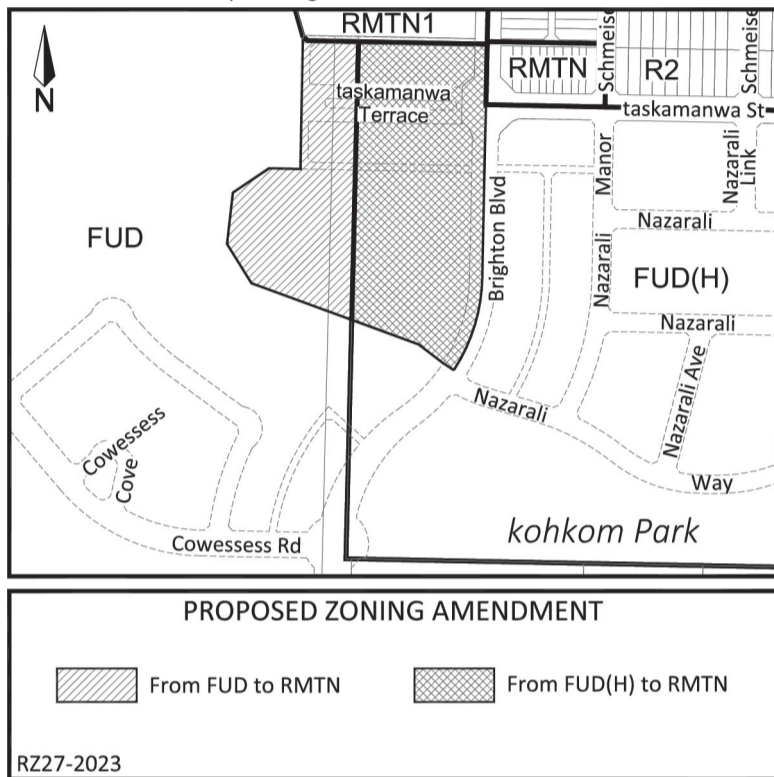 RMTN1
N
taskamanwa
Terrace
RMTN
Schmeise
R2
Schmeise
taskamanwa St
FUD
Brighton Blvd
Manor
Nazarali
Nazarali
Link
Nazarali
FUD(H)
Nazarali
Nazarali Ave
Nazarali
Way
Cowessess
Cove
Cowessess Rd
kohkom Park
PROPOSED ZONING AMENDMENT
From FUD to RMTN
From FUD(H) to RMTN
RZ27-2023